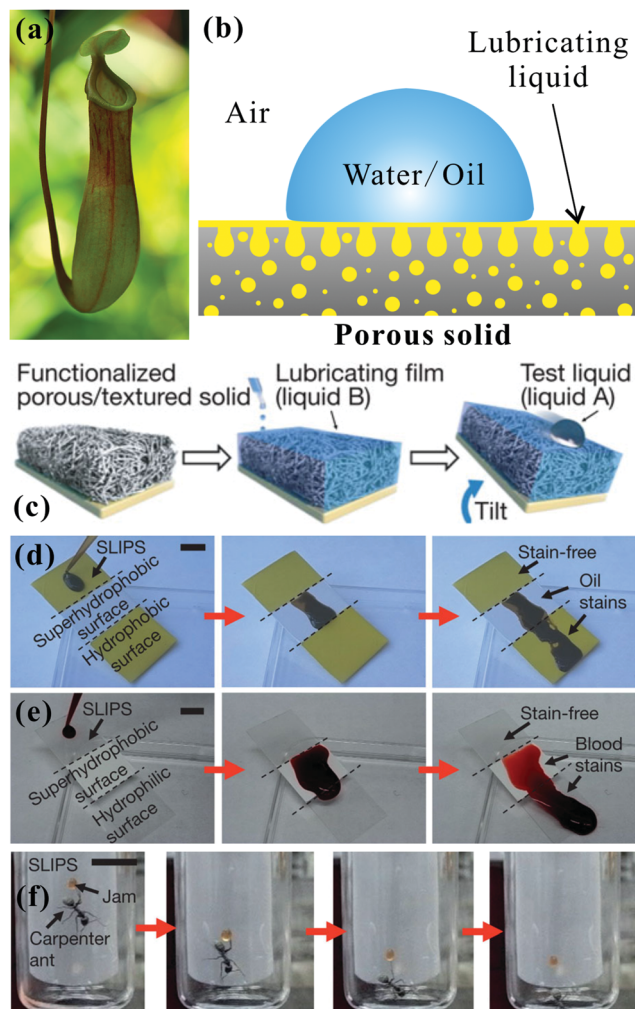 (a)
(b)
Lubricating
liquid
Air
Water/Oil
Porous solid
Functionalized
porous/textured solid
Lubricating film
(liquid B)
Test liquid
(liquid A)
Tilt
(c)
(d)
SLIPS
Superhydrophobic
surface
Hydrophobic
surface
Stain-free
Oil
stains
(e)
SLIPS
Superhydrophobic
surface
Hydrophilic
surface
Stain-free
Blood
stains
(f)
SLIPS
Jam
Carpenter
ant